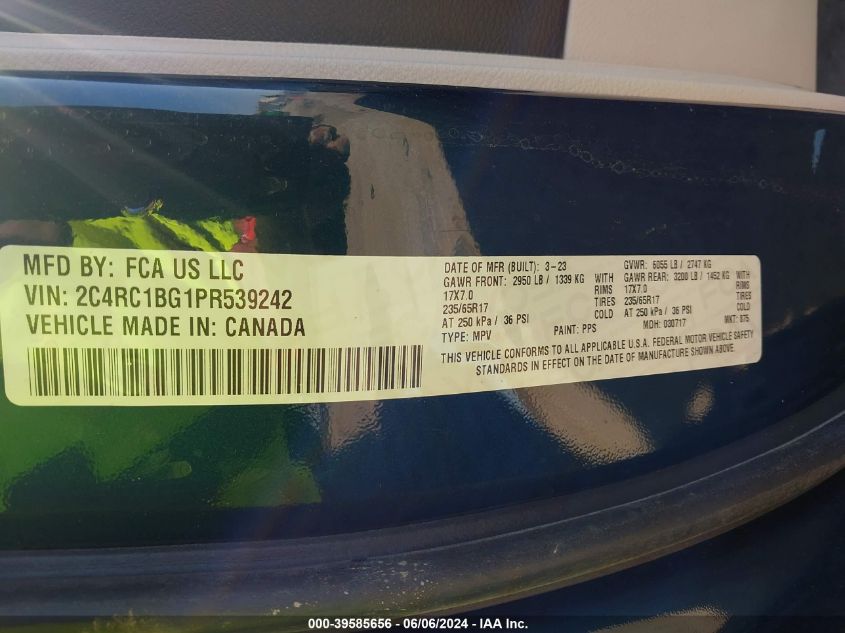 MFD BY: FCA US LLC
VIN: 2C4RC1BG1PR539242
VEHICLE MADE IN: CANADA
DATE OF MFR (BUILT): 3-23 GVWR: 6055 LB / 2747 KG
GAWR FRONT: 2950 LB / 1339 KG WITH GAWR REAR: 3200 LB / 1452 KG WITH
17X7.0 RIMS 17X7.0 RIMS
235/65R17 TIRES 235/65R17 TIRES
AT 250 kPa / 36 PSI COLD AT 250 kPa / 36 PSI COLD
TYPE: MPV PAINT: PPS MDH: 030717 MKT: 875
THIS VEHICLE CONFORMS TO ALL APPLICABLE U.S.A. FEDERAL MOTOR VEHICLE SAFETY
STANDARDS IN EFFECT ON THE DATE OF MANUFACTURE SHOWN ABOVE.
000-39585656 - 06/06/2024 - IAA Inc.